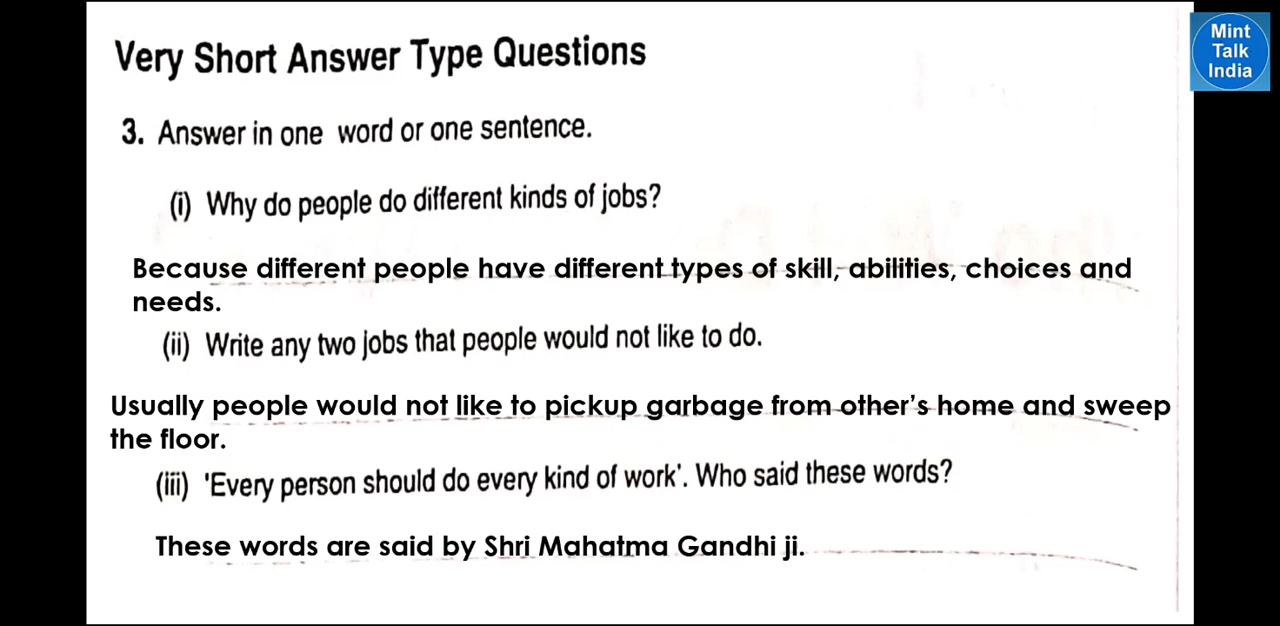 Mint
Talk
India
Very Short Answer Type Questions
3. Answer in one word or one sentence.
(i) Why do people do different kinds of jobs?
Because different people have different types of skill, abilities, choices and
needs.
(ii) Write any two jobs that people would not like to do.
Usually people would not like to pickup garbage from other's home and sweep
the floor.
(iii) 'Every person should do every kind of work'. Who said these words?
These words are said by Shri Mahatma Gandhi ji.